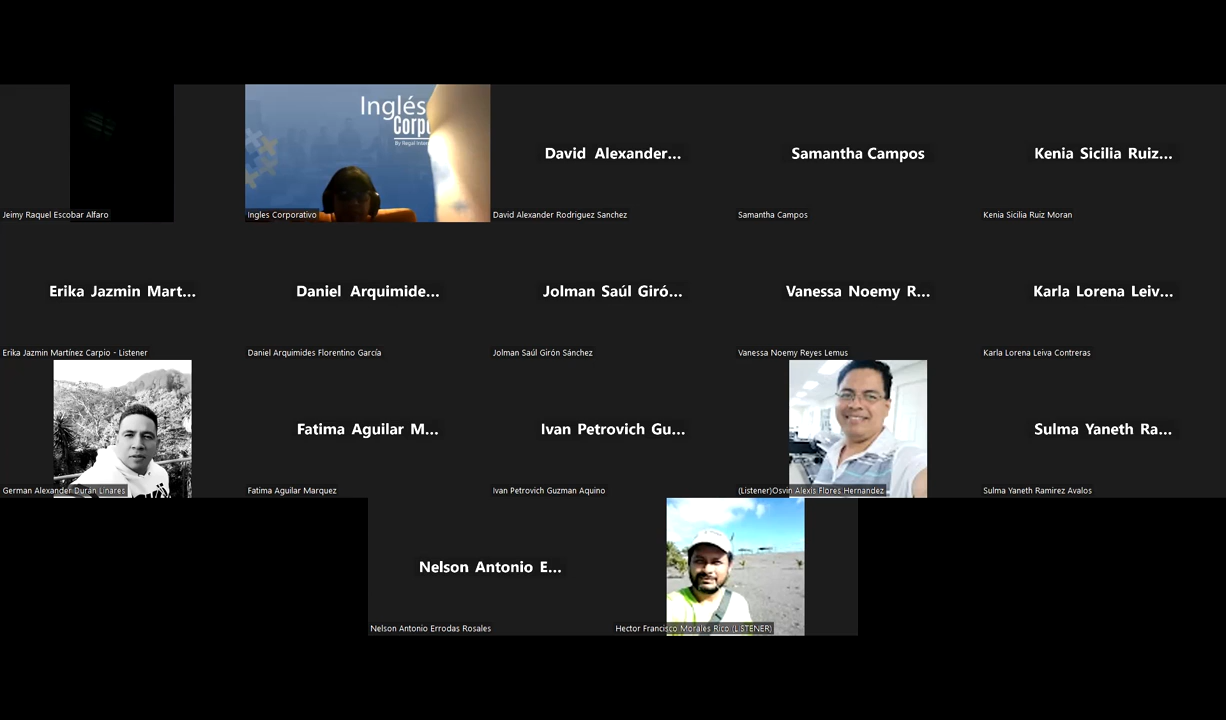 Jeimy Raquel Escobar Alfaro
Inglés
Corpo
Ingles Corporativo
David Alexander...
David Alexander Rodriguez Sanchez
Samantha Campos
Samantha Campos
Kenia Sicilia Ruiz...
Kenia Sicilia Ruiz Moran
Erika Jazmin Mart...
Erika Jazmin Martínez Carpio - Listener
Daniel Arquimide...
Daniel Arquimides Florentino García
Jolman Saúl Giró...
Jolman Saúl Girón Sánchez
Vanessa Noemy R...
Vanessa Noemy Reyes Lemus
Karla Lorena Leiv...
Karla Lorena Leiva Contreras
German Alexander Durán Linares
Fatima Aguilar M...
Fatima Aguilar Marquez
Ivan Petrovich Gu...
Ivan Petrovich Guzman Aquino
(Listener)Osvin Alexis Flores Hernandez
Sulma Yaneth Ra...
Sulma Yaneth Ramirez Avalos
Nelson Antonio E...
Nelson Antonio Errodas Rosales
Hector Francisco Morales Rico (LISTENER)